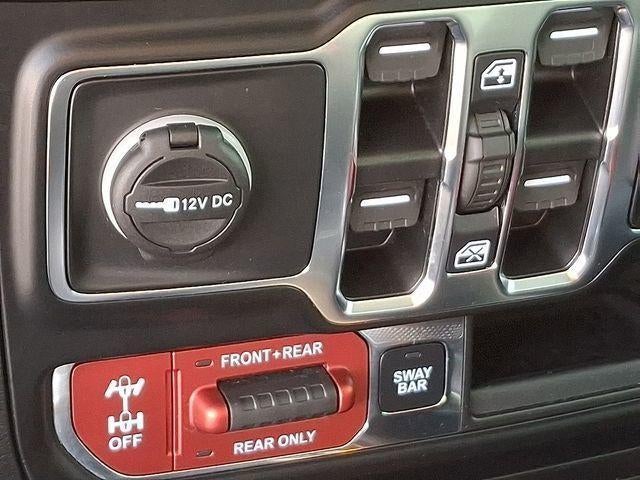 12V DC
FRONT+REAR
SWAY
BAR
OFF
REAR ONLY